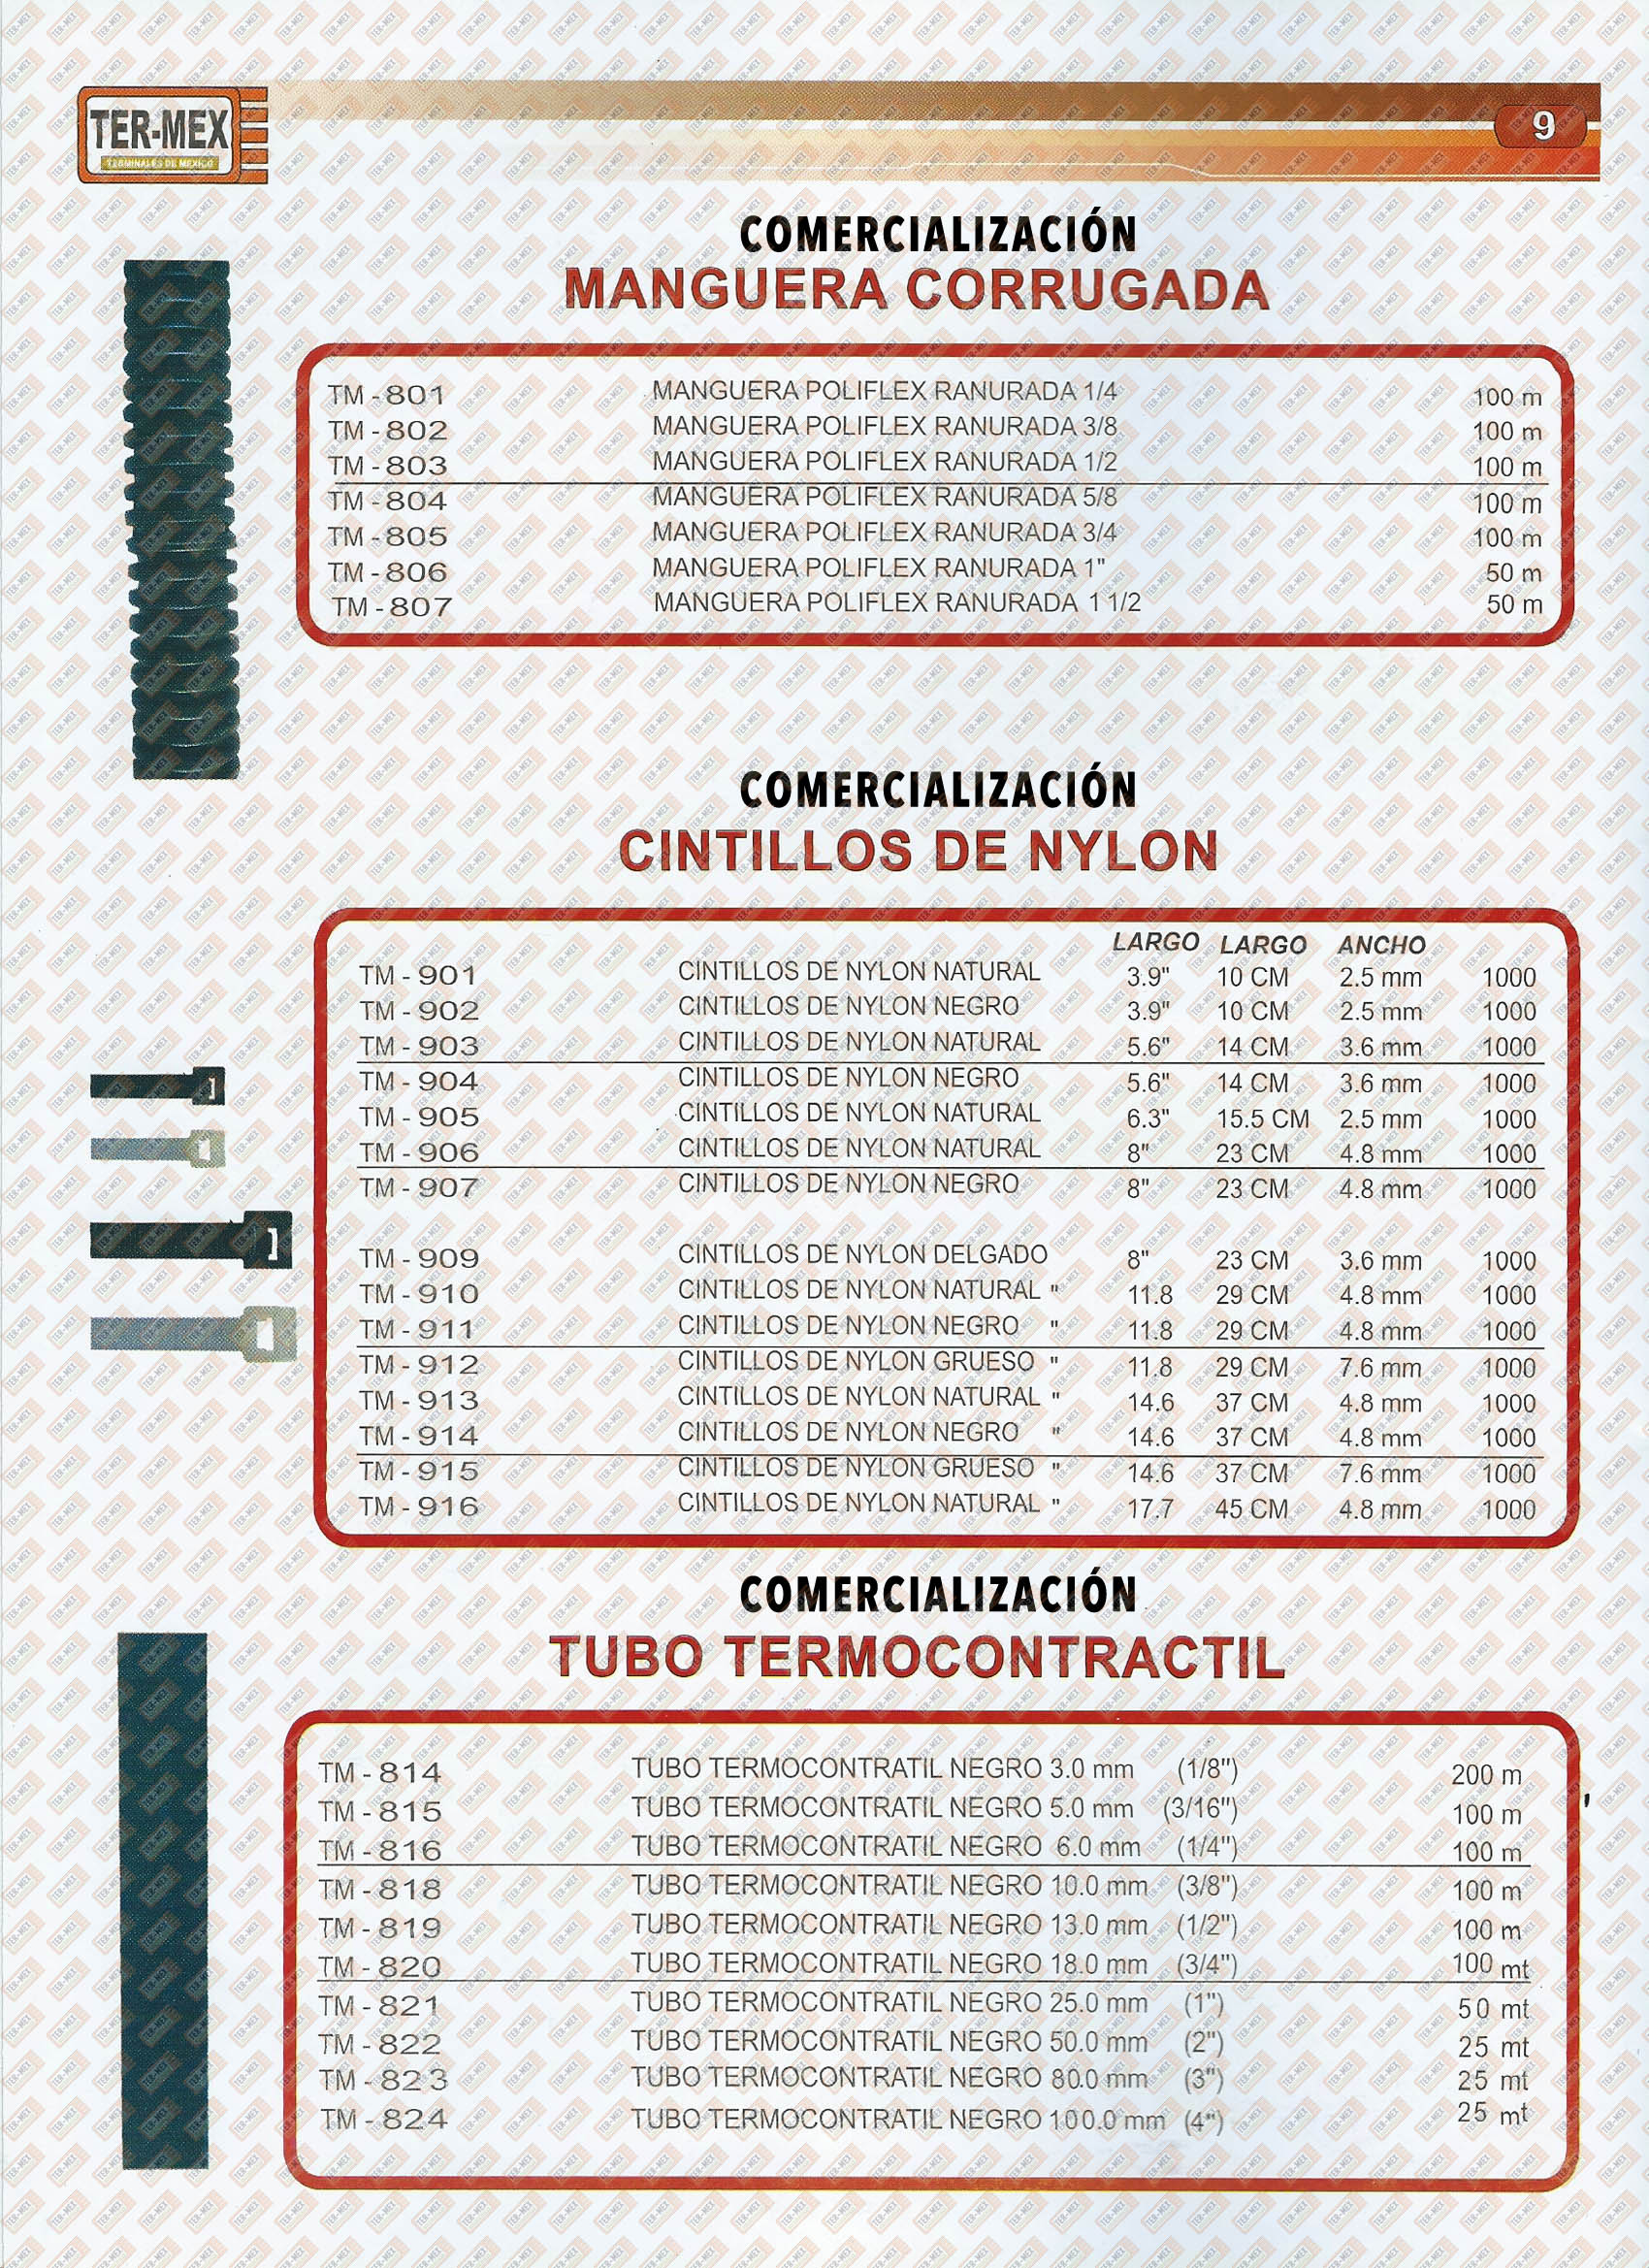 TER-MEX
TERMINALES DE MEXICO
9
COMERCIALIZACIÓN
MANGUERA CORRUGADA
TM - 801 MANGUERA POLIFLEX RANURADA 1/4 100 m
TM - 802 MANGUERA POLIFLEX RANURADA 3/8 100 m
TM - 803 MANGUERA POLIFLEX RANURADA 1/2 100 m
TM - 804 MANGUERA POLIFLEX RANURADA 5/8 100 m
TM - 805 MANGUERA POLIFLEX RANURADA 3/4 100 m
TM - 806 MANGUERA POLIFLEX RANURADA 1" 50 m
TM - 807 MANGUERA POLIFLEX RANURADA 1 1/2 50 m
COMERCIALIZACIÓN
CINTILLOS DE NYLON
LARGO LARGO ANCHO
TM - 901 CINTILLOS DE NYLON NATURAL 3.9" 10 CM 2.5 mm 1000
TM - 902 CINTILLOS DE NYLON NEGRO 3.9" 10 CM 2.5 mm 1000
TM - 903 CINTILLOS DE NYLON NATURAL 5.6" 14 CM 3.6 mm 1000
TM - 904 CINTILLOS DE NYLON NEGRO 5.6" 14 CM 3.6 mm 1000
TM - 905 CINTILLOS DE NYLON NATURAL 6.3" 15.5 CM 2.5 mm 1000
TM - 906 CINTILLOS DE NYLON NATURAL 8" 23 CM 4.8 mm 1000
TM - 907 CINTILLOS DE NYLON NEGRO 8" 23 CM 4.8 mm 1000
TM - 909 CINTILLOS DE NYLON DELGADO 8" 23 CM 3.6 mm 1000
TM - 910 CINTILLOS DE NYLON NATURAL " 11.8 29 CM 4.8 mm 1000
TM - 911 CINTILLOS DE NYLON NEGRO " 11.8 29 CM 4.8 mm 1000
TM - 912 CINTILLOS DE NYLON GRUESO " 11.8 29 CM 7.6 mm 1000
TM - 913 CINTILLOS DE NYLON NATURAL " 14.6 37 CM 4.8 mm 1000
TM - 914 CINTILLOS DE NYLON NEGRO " 14.6 37 CM 4.8 mm 1000
TM - 915 CINTILLOS DE NYLON GRUESO " 14.6 37 CM 7.6 mm 1000
TM - 916 CINTILLOS DE NYLON NATURAL " 17.7 45 CM 4.8 mm 1000
COMERCIALIZACIÓN
TUBO TERMOCONTRACTIL
TM - 814 TUBO TERMOCONTRATIL NEGRO 3.0 mm (1/8") 200 m
TM - 815 TUBO TERMOCONTRATIL NEGRO 5.0 mm (3/16") 100 m
TM - 816 TUBO TERMOCONTRATIL NEGRO 6.0 mm (1/4") 100 m
TM - 818 TUBO TERMOCONTRATIL NEGRO 10.0 mm (3/8") 100 m
TM - 819 TUBO TERMOCONTRATIL NEGRO 13.0 mm (1/2") 100 m
TM - 820 TUBO TERMOCONTRATIL NEGRO 18.0 mm (3/4") 100 mt
TM - 821 TUBO TERMOCONTRATIL NEGRO 25.0 mm (1") 50 mt
TM - 822 TUBO TERMOCONTRATIL NEGRO 50.0 mm (2") 25 mt
TM - 823 TUBO TERMOCONTRATIL NEGRO 80.0 mm (3") 25 mt
TM - 824 TUBO TERMOCONTRATIL NEGRO 100.0 mm (4") 25 mt